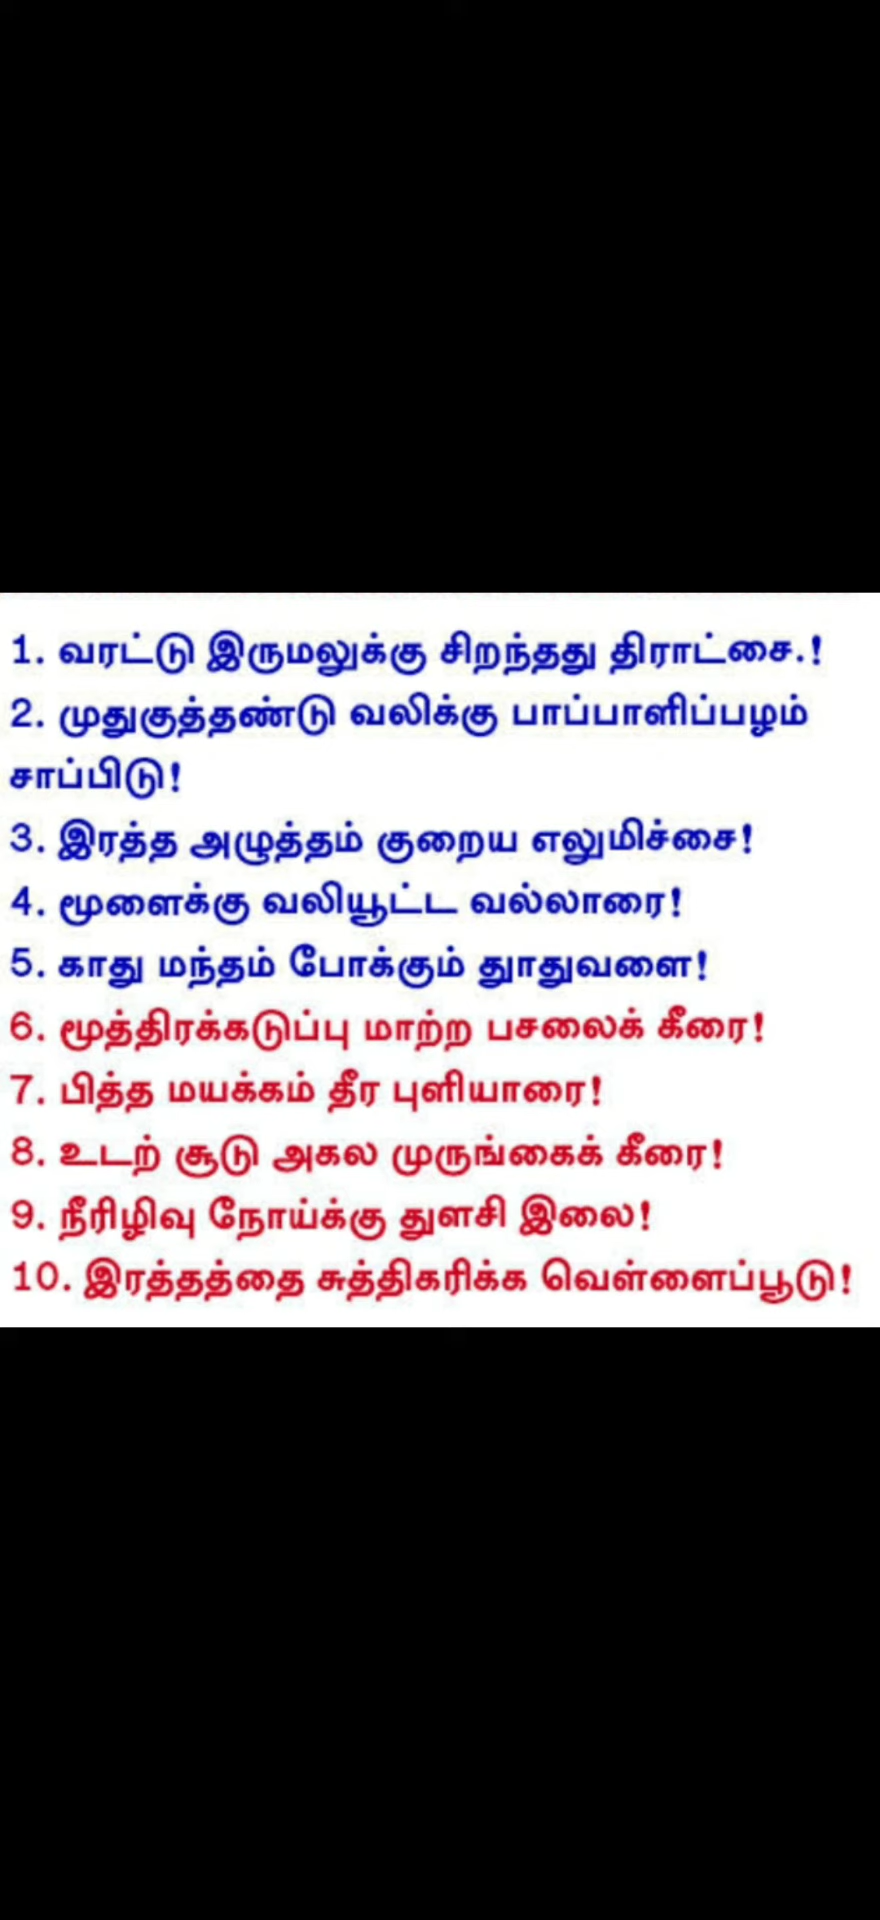 1. வரட்டு இருமலுக்கு சிறந்தது திராட்சை.!
2. முதுகுத்தண்டு வலிக்கு பாப்பாளிப்பழம்
சாப்பிடு!
3. இரத்த அழுத்தம் குறைய எலுமிச்சை!
4. மூளைக்கு வலியூட்ட வல்லாரை!
5. காது மந்தம் போக்கும் தூதுவளை!
6. மூத்திரக்கடுப்பு மாற்ற பசலைக் கீரை!
7. பித்த மயக்கம் தீர புளியாரை!
8. உடற் சூடு அகல முருங்கைக் கீரை!
9. நீரிழிவு நோய்க்கு துளசி இலை!
10. இரத்தத்தை சுத்திகரிக்க வெள்ளைப்பூடு!